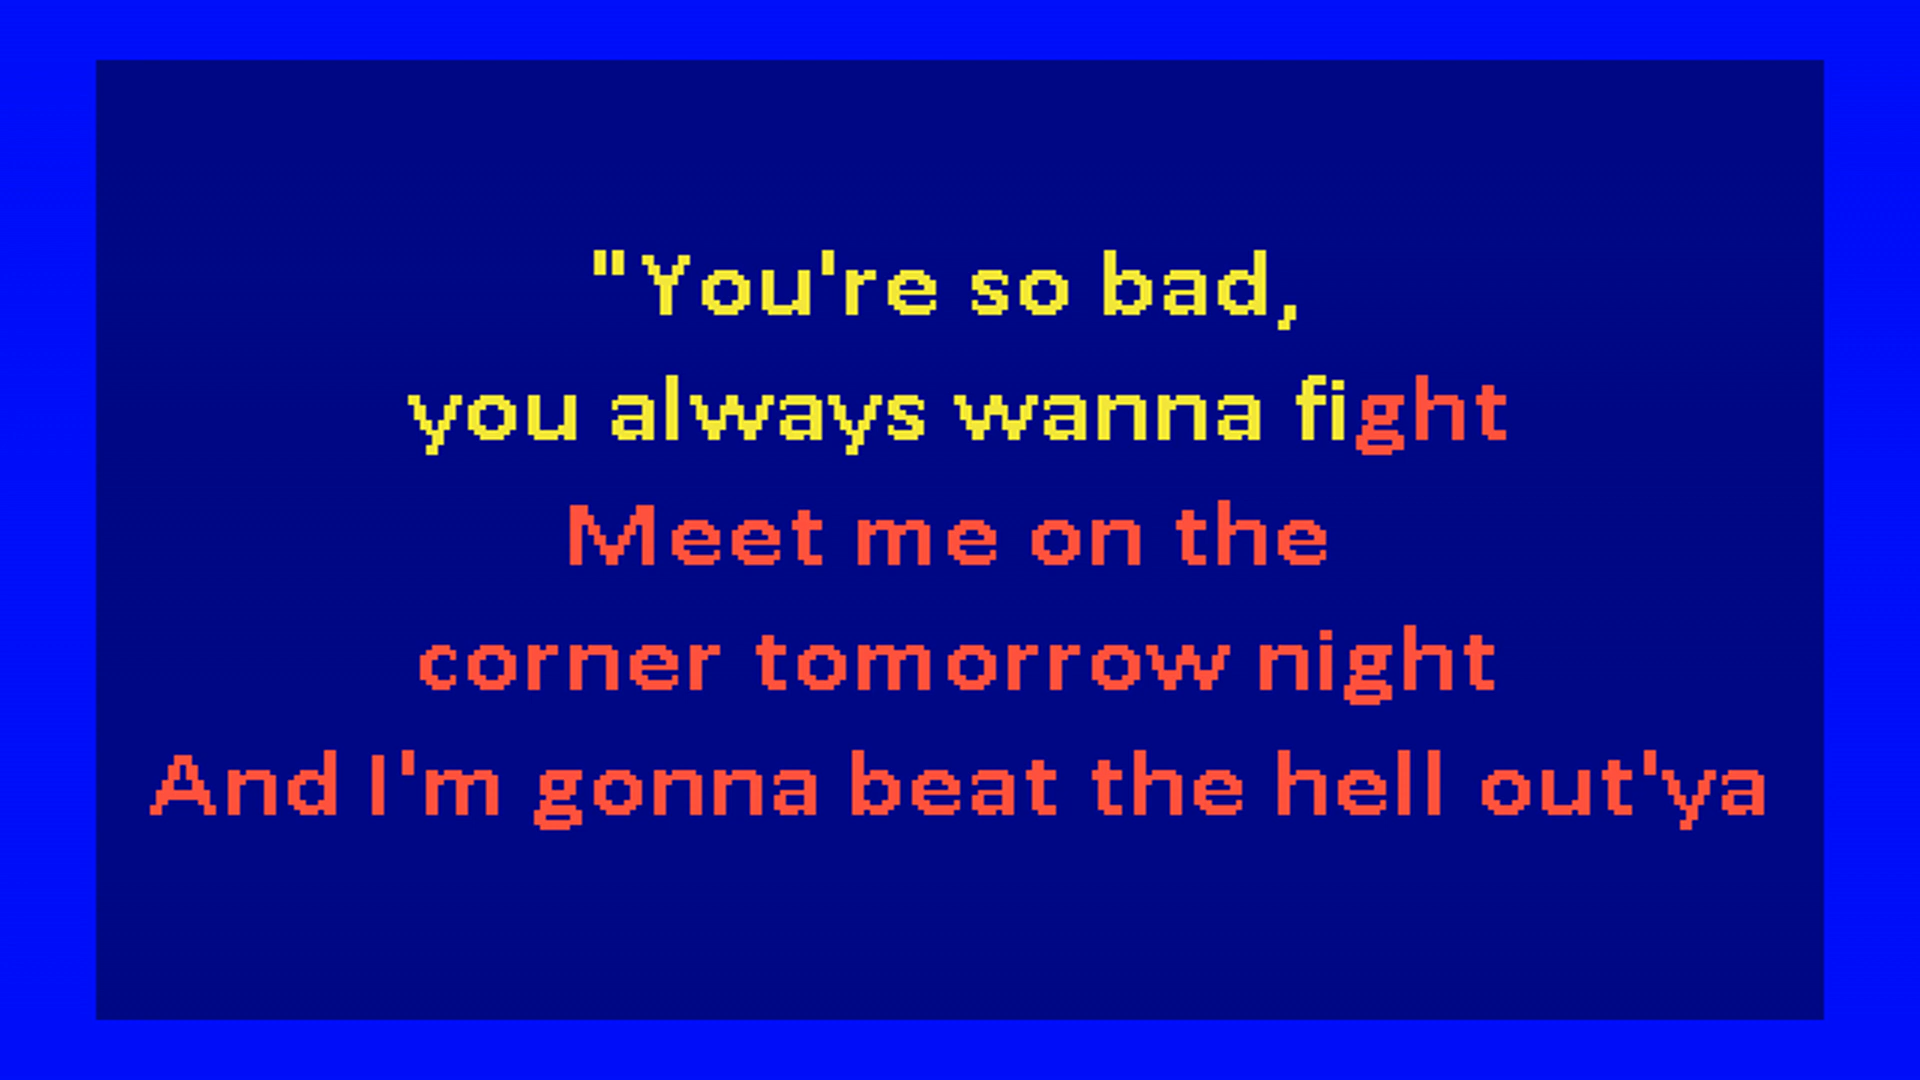 "You're so bad,
you always wanna fight
Meet me on the
corner tomorrow night
And I'm gonna beat the hell out'ya